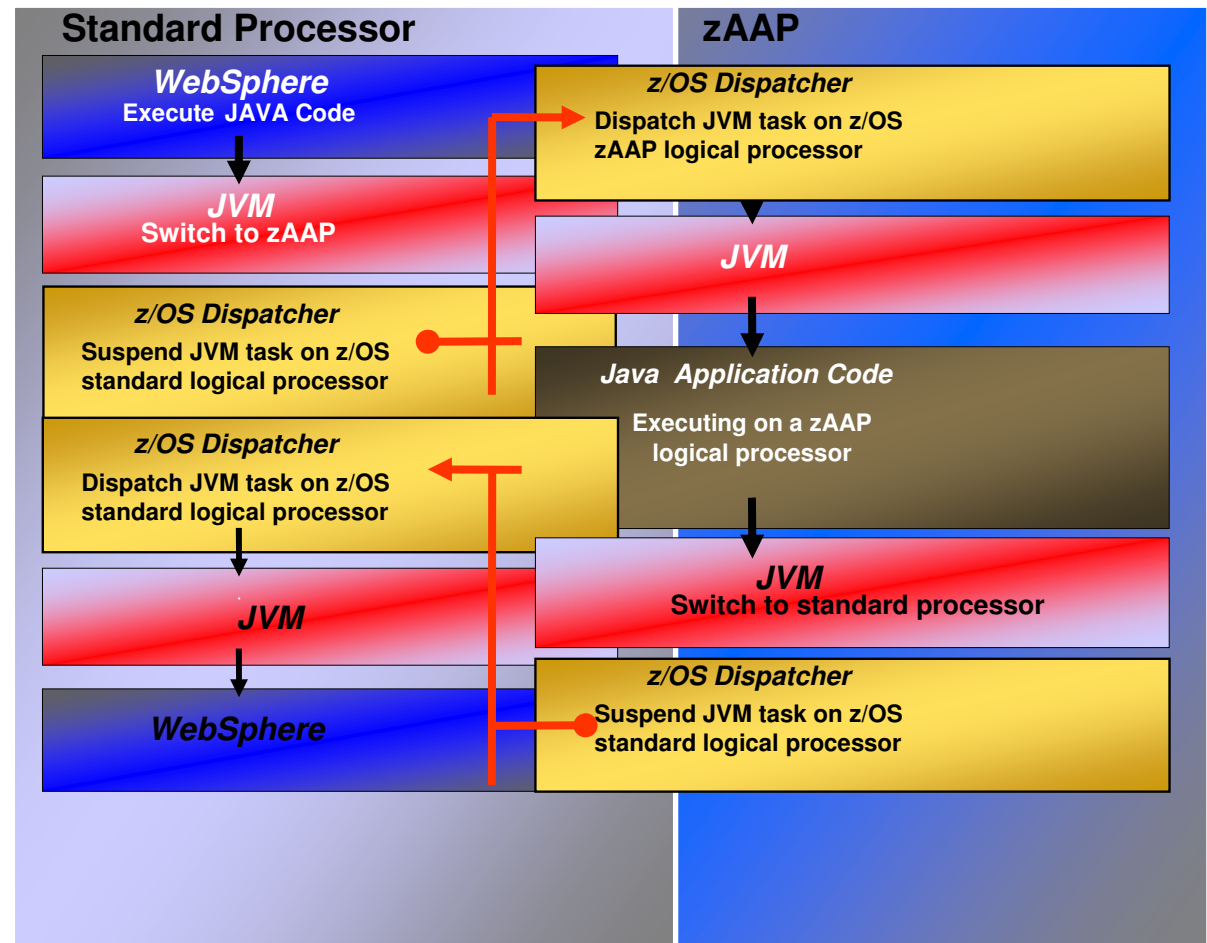 Standard Processor
WebSphere
Execute JAVA Code
JVM
Switch to zAAP
z/OS Dispatcher
Suspend JVM task on z/OS
standard logical processor
z/OS Dispatcher
Dispatch JVM task on z/OS
standard logical processor
JVM
WebSphere
zAAP
z/OS Dispatcher
Dispatch JVM task on z/OS
zAAP logical processor
JVM
Java Application Code
Executing on a zAAP
logical processor
JVM
Switch to standard processor
z/OS Dispatcher
Suspend JVM task on z/OS
standard logical processor